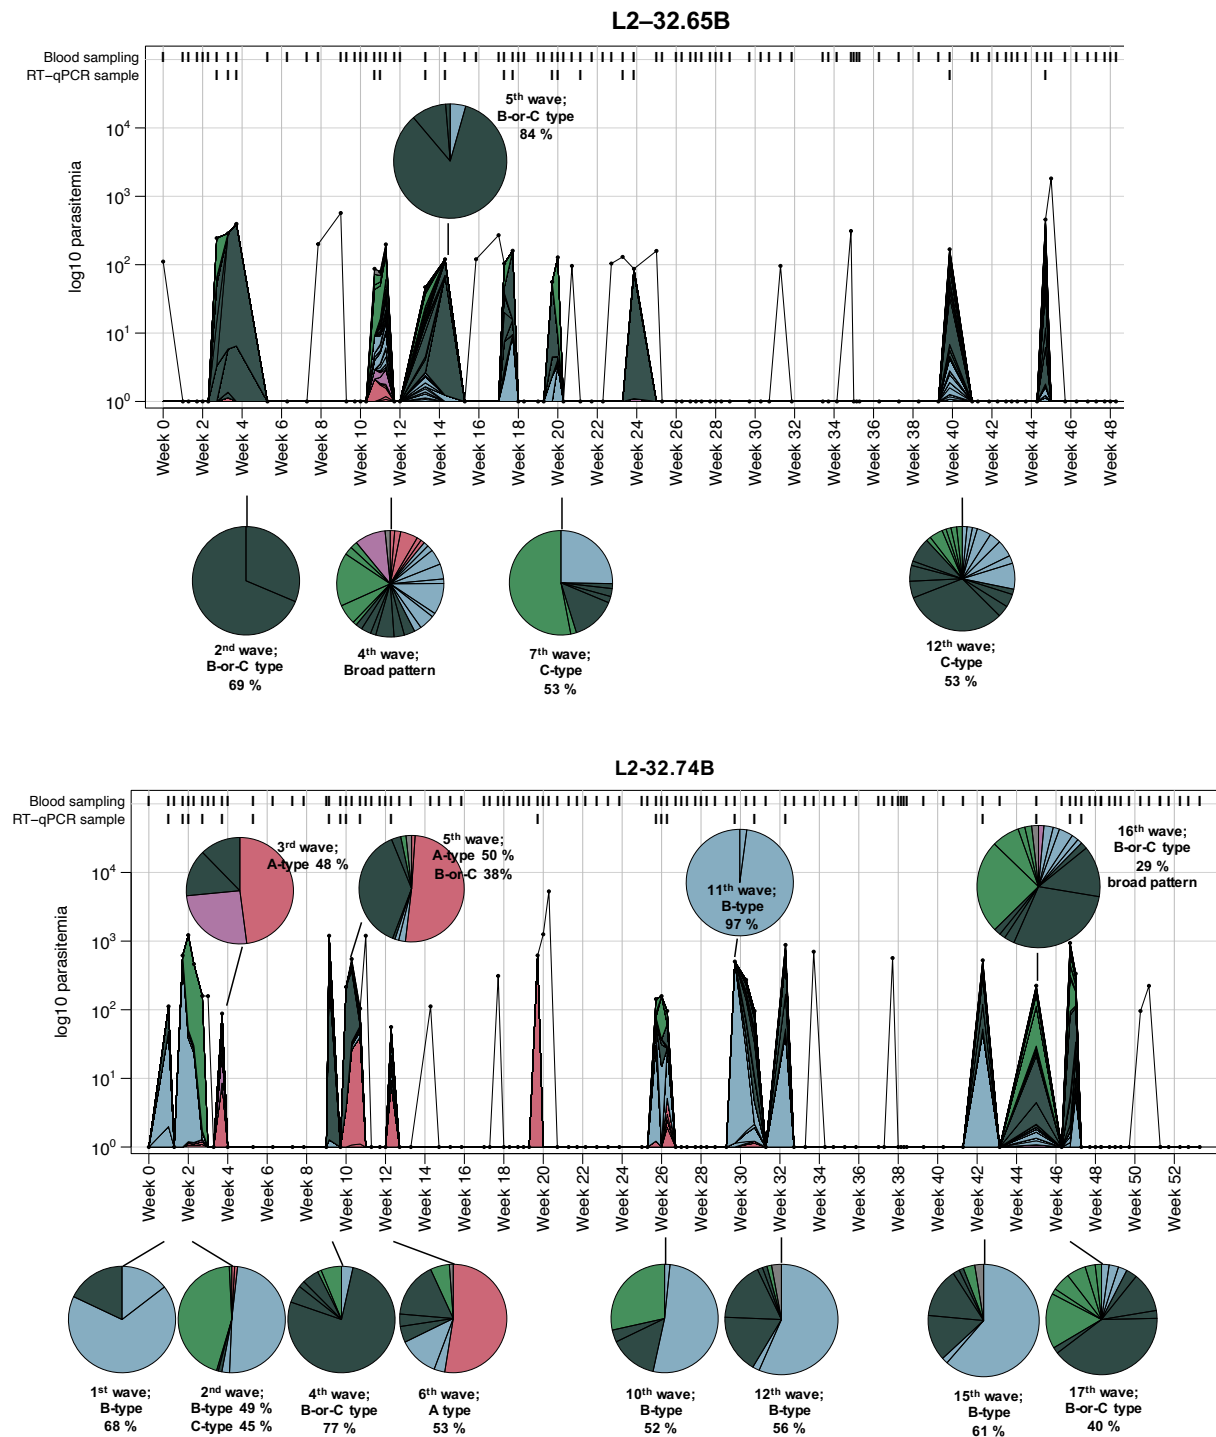 L2–32.65B
Blood sampling
RT−qPCR sample
5th wave;
B-or-C type
84 %
log10 parasitemia
10^4
10^3
10^2
10^1
10^0
Week 0
Week 2
Week 4
Week 6
Week 8
Week 10
Week 12
Week 14
Week 16
Week 18
Week 20
Week 22
Week 24
Week 26
Week 28
Week 30
Week 32
Week 34
Week 36
Week 38
Week 40
Week 42
Week 44
Week 46
Week 48
2nd wave;
B-or-C type
69 %
4th wave;
Broad pattern
7th wave;
C-type
53 %
12th wave;
C-type
53 %
L2-32.74B
Blood sampling
RT−qPCR sample
3rd wave;
A-type 48 %
5th wave;
A-type 50 %
B-or-C 38%
11th wave;
B-type
97 %
16th wave;
B-or-C type
29 %
broad pattern
log10 parasitemia
10^4
10^3
10^2
10^1
10^0
Week 0
Week 2
Week 4
Week 6
Week 8
Week 10
Week 12
Week 14
Week 16
Week 18
Week 20
Week 22
Week 24
Week 26
Week 28
Week 30
Week 32
Week 34
Week 36
Week 38
Week 40
Week 42
Week 44
Week 46
Week 48
Week 50
Week 52
1st wave;
B-type
68 %
2nd wave;
B-type 49 %
C-type 45 %
4th wave;
B-or-C type
77 %
6th wave;
A type
53 %
10th wave;
B-type
52 %
12th wave;
B-type
56 %
15th wave;
B-type
61 %
17th wave;
B-or-C type
40 %